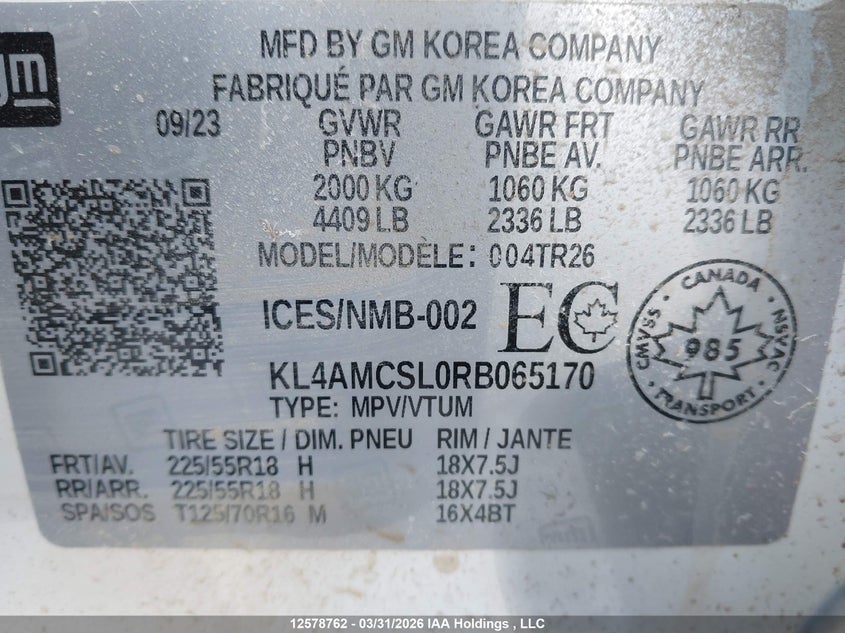 gm
MFD BY GM KOREA COMPANY
FABRIQUÉ PAR GM KOREA COMPANY
09/23 GVWR GAWR FRT GAWR RR
PNBV PNBE AV. PNBE ARR.
2000 KG 1060 KG 1060 KG
4409 LB 2336 LB 2336 LB
MODEL/MODÈLE: 004TR26
ICES/NMB-002 EC
CANADA
CMVSS 985 NSVAC
TRANSPORT
KL4AMCSL0RB065170
TYPE: MPV/VTUM
TIRE SIZE / DIM. PNEU RIM / JANTE
FRT/AV. 225/55R18 H 18X7.5J
RR/ARR. 225/55R18 H 18X7.5J
SPA/SOS T125/70R16 M 16X4BT
12578762 - 03/31/2026 IAA Holdings , LLC